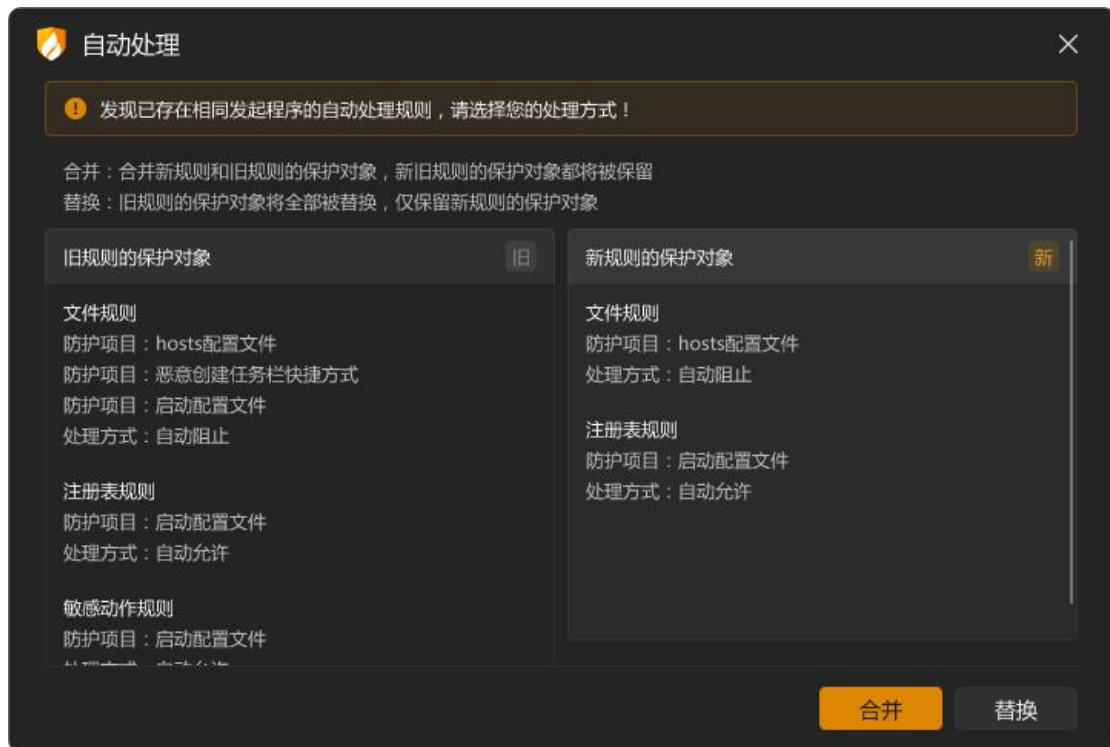 自动处理
发现已存在相同发起程序的自动处理规则，请选择您的处理方式！
合并：合并新规则和旧规则的保护对象，新旧规则的保护对象都将被保留
替换：旧规则的保护对象将全部被替换，仅保留新规则的保护对象
旧规则的保护对象 旧
文件规则
防护项目：hosts配置文件
防护项目：恶意创建任务栏快捷方式
防护项目：启动配置文件
处理方式：自动阻止
注册表规则
防护项目：启动配置文件
处理方式：自动允许
敏感动作规则
防护项目：启动配置文件
新规则的保护对象 新
文件规则
防护项目：hosts配置文件
处理方式：自动阻止
注册表规则
防护项目：启动配置文件
处理方式：自动允许
合并
替换